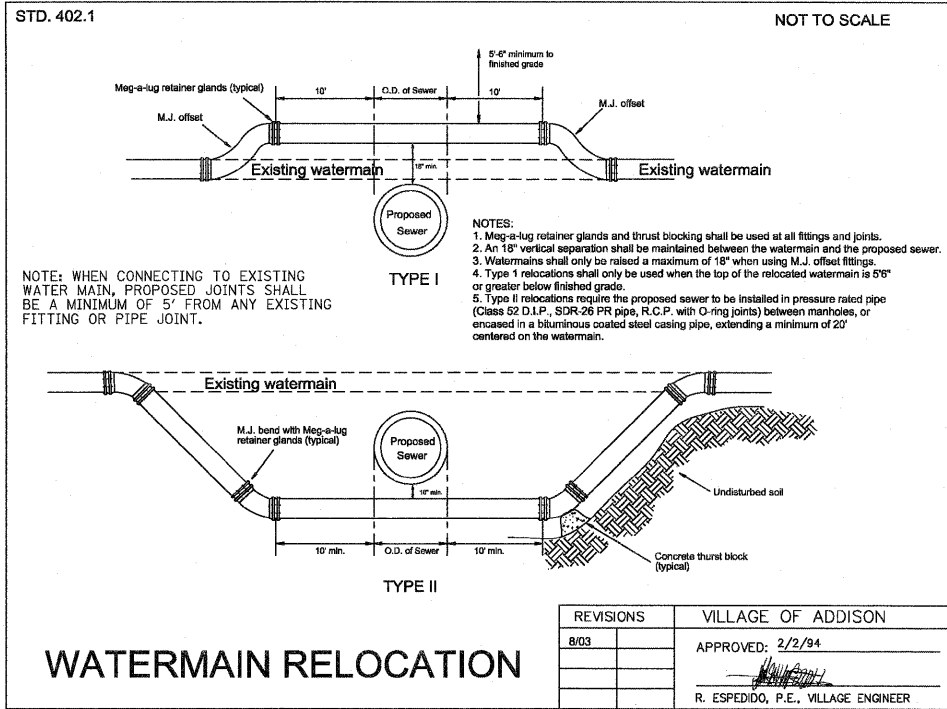 STD. 402.1
NOT TO SCALE
5'-6" minimum to
finished grade
Meg-a-lug retainer glands (typical)
10'
O.D. of Sewer
10'
M.J. offset
M.J. offset
Existing watermain
18" min.
Existing watermain
Proposed
Sewer
TYPE I
NOTES:
1. Meg-a-lug retainer glands and thrust blocking shall be used at all fittings and joints.
2. An 18" vertical separation shall be maintained between the watermain and the proposed sewer.
3. Watermains shall only be raised a maximum of 18" when using M.J. offset fittings.
4. Type 1 relocations shall only be used when the top of the relocated watermain is 5'6"
or greater below finished grade.
5. Type II relocations require the proposed sewer to be installed in pressure rated pipe
(Class 52 D.I.P., SDR-26 PR pipe, R.C.P. with O-ring joints) between manholes, or
encased in a bituminous coated steel casing pipe, extending a minimum of 20'
centered on the watermain.
NOTE: WHEN CONNECTING TO EXISTING
WATER MAIN, PROPOSED JOINTS SHALL
BE A MINIMUM OF 5' FROM ANY EXISTING
FITTING OR PIPE JOINT.
Existing watermain
M.J. bend with Meg-a-lug
retainer glands (typical)
Proposed
Sewer
18" min.
Undisturbed soil
10' min.
O.D. of Sewer
10' min.
Concrete thurst block
(typical)
TYPE II
WATERMAIN RELOCATION
REVISIONS
8/03
VILLAGE OF ADDISON
APPROVED: 2/2/94
R. ESPEDIDO, P.E., VILLAGE ENGINEER